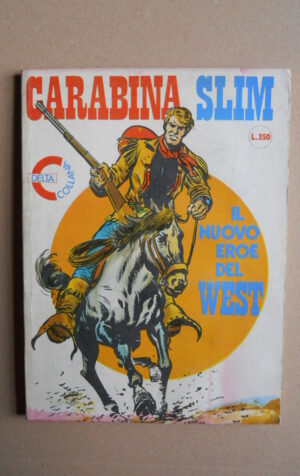 CARABINA SLIM
L. 350
DELTA
COLLANA
IL
NUOVO
EROE
DEL
WEST